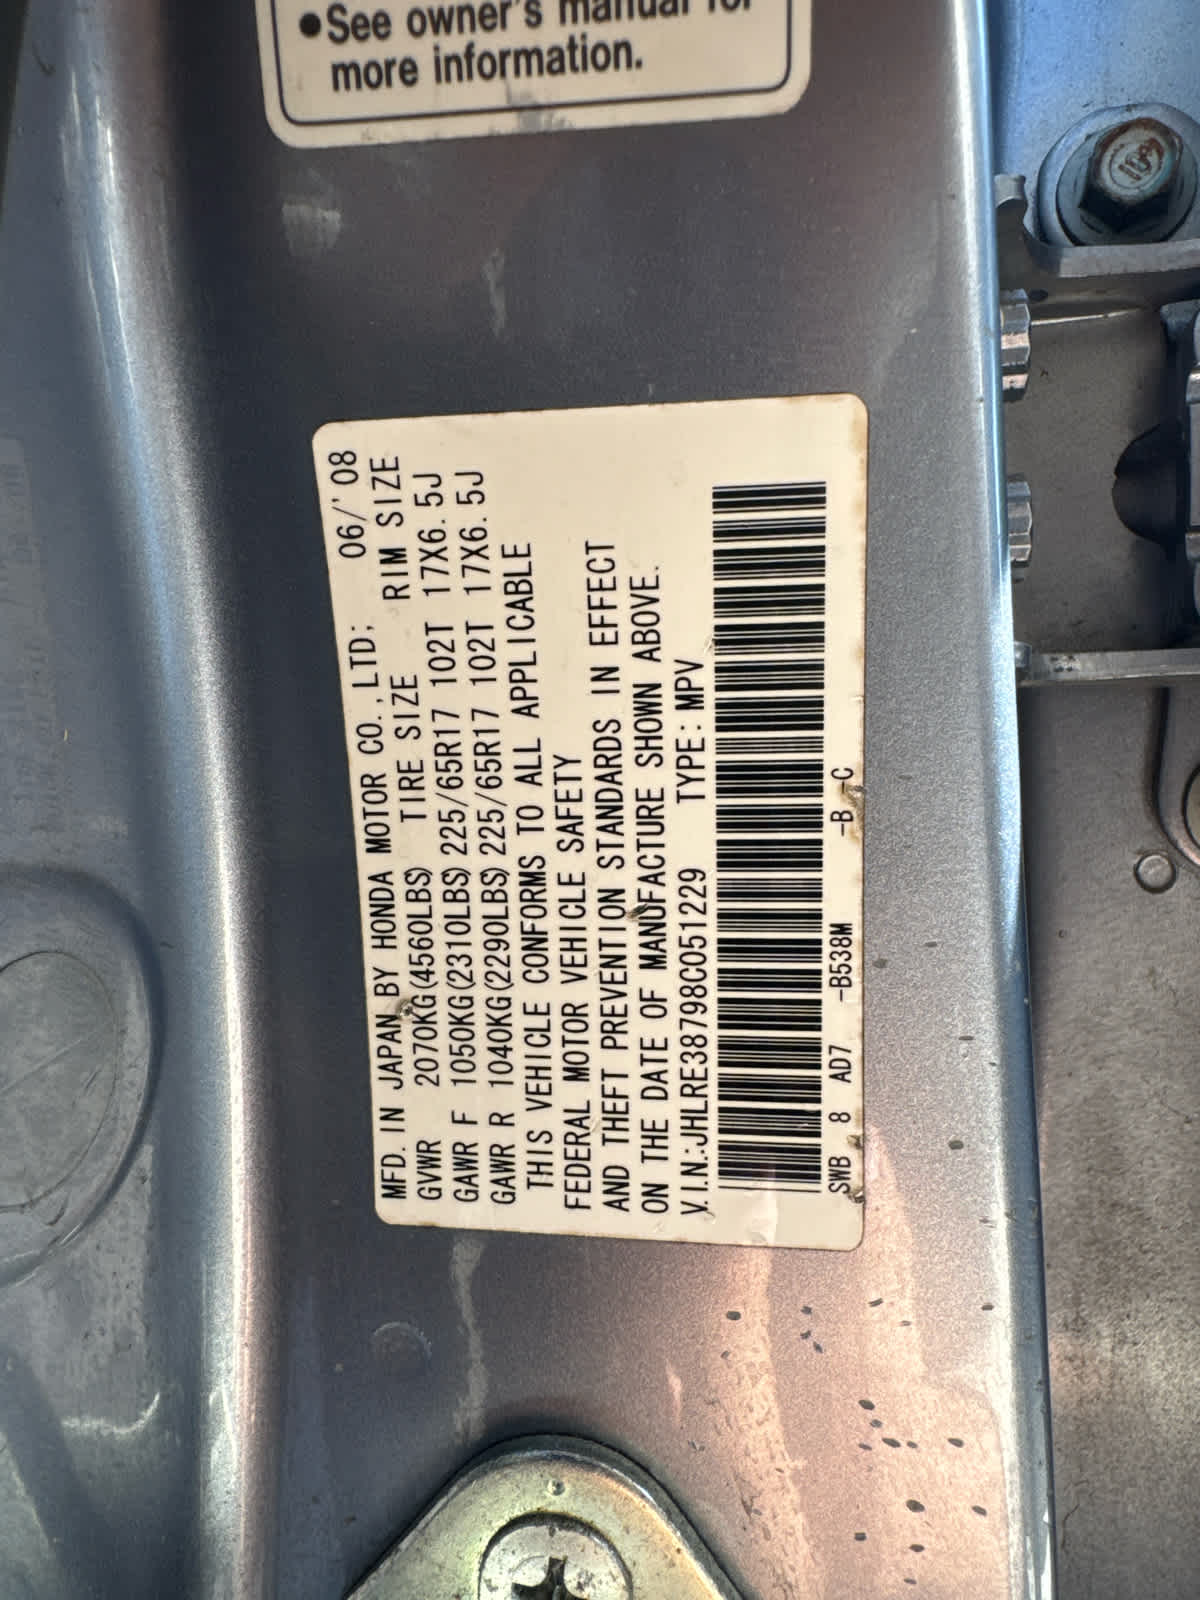 ●See owner's manual for
more information.
MFD. IN JAPAN BY HONDA MOTOR CO., LTD; 06/'08
GVWR 2070KG(4560LBS) TIRE SIZE RIM SIZE
GAWR F 1050KG(2310LBS) 225/65R17 102T 17X6.5J
GAWR R 1040KG(2290LBS) 225/65R17 102T 17X6.5J
THIS VEHICLE CONFORMS TO ALL APPLICABLE
FEDERAL MOTOR VEHICLE SAFETY
AND THEFT PREVENTION STANDARDS IN EFFECT
ON THE DATE OF MANUFACTURE SHOWN ABOVE.
V.I.N.:JHLRE38798C051229 TYPE:MPV
SWB 8 AD7 -B538M -B -C